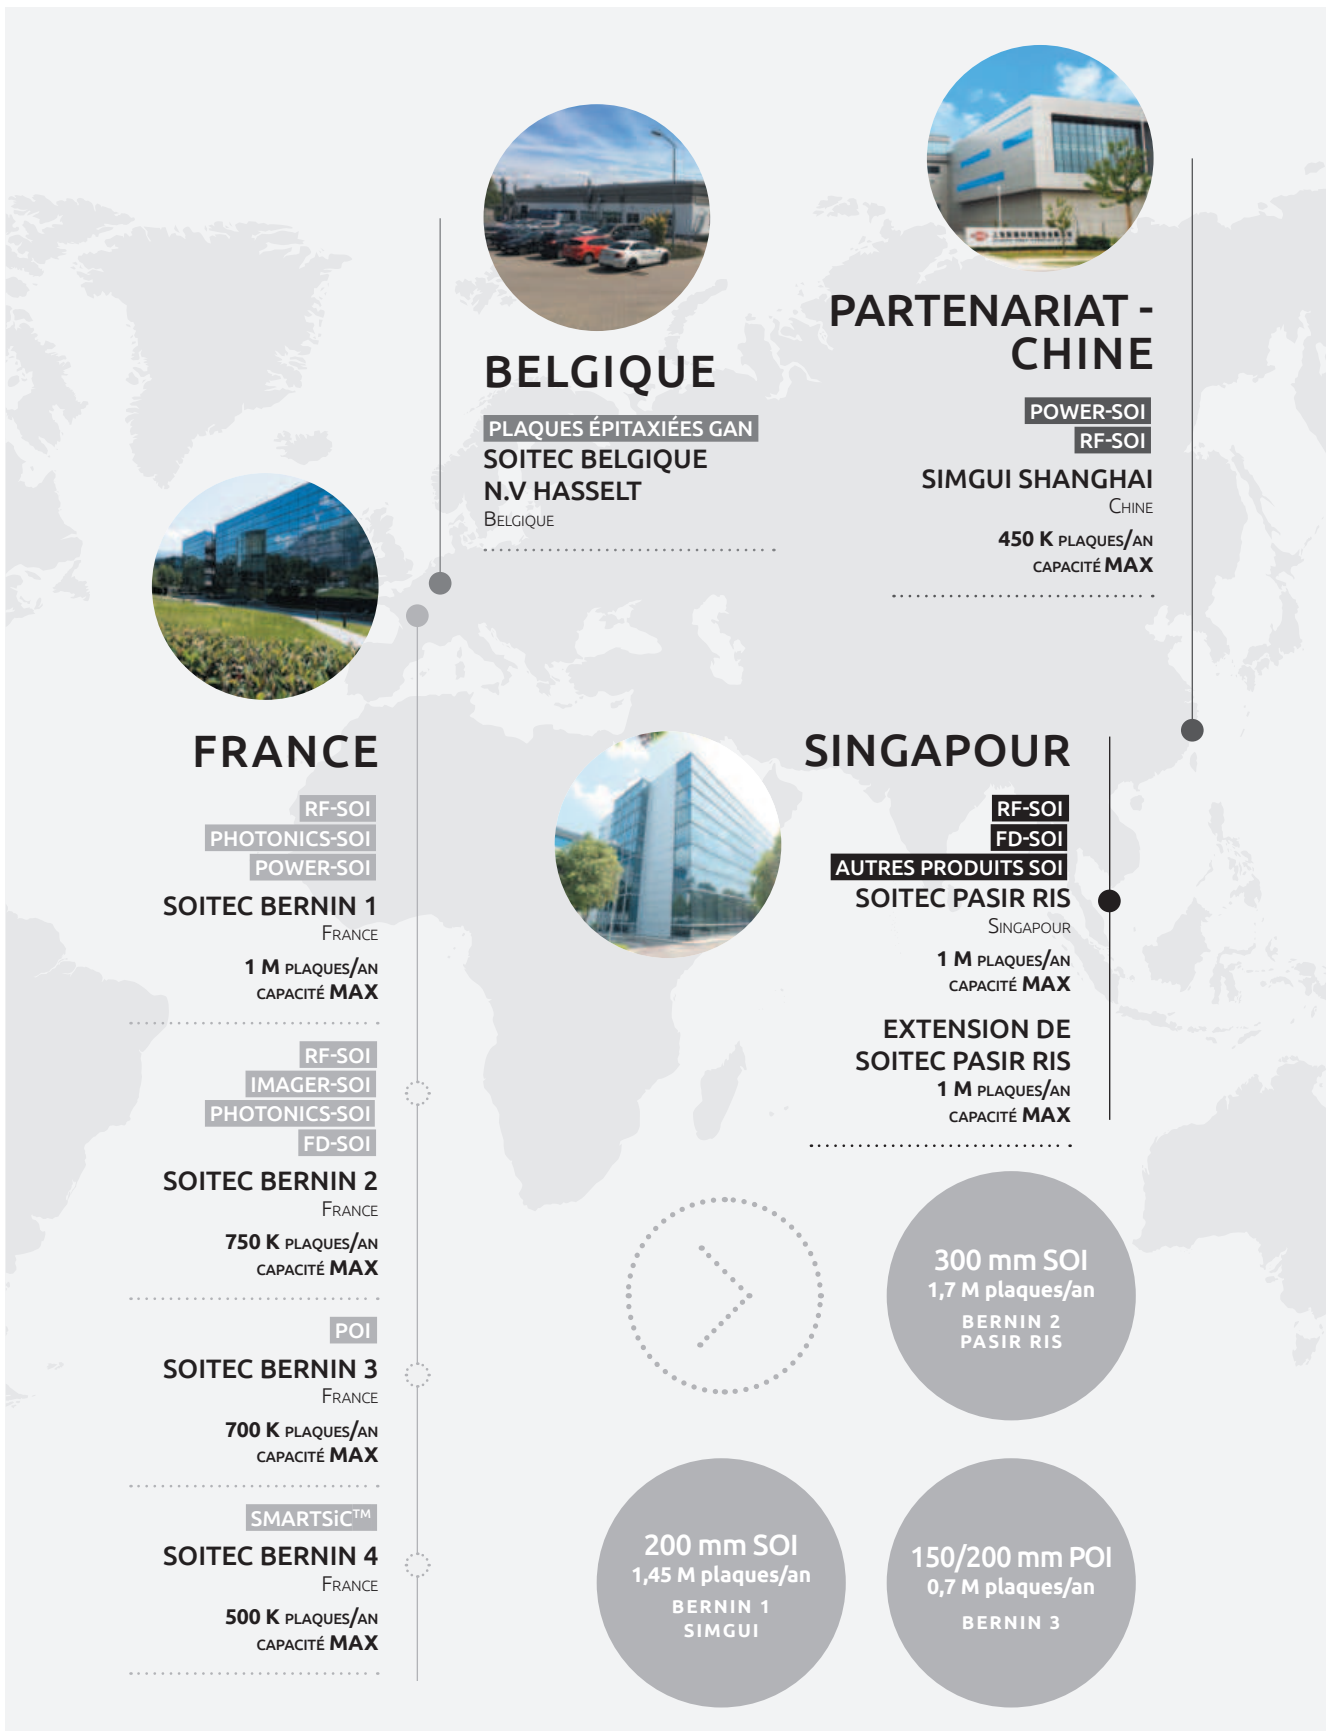 BELGIQUE
PLAQUES ÉPITAXIÉES GAN
SOITEC BELGIQUE
N.V HASSELT
BELGIQUE
PARTENARIAT -
CHINE
POWER-SOI
RF-SOI
SIMGUI SHANGHAI
CHINE
450 K PLAQUES/AN
CAPACITÉ MAX
FRANCE
RF-SOI
PHOTONICS-SOI
POWER-SOI
SOITEC BERNIN 1
FRANCE
1 M PLAQUES/AN
CAPACITÉ MAX
RF-SOI
IMAGER-SOI
PHOTONICS-SOI
FD-SOI
SOITEC BERNIN 2
FRANCE
750 K PLAQUES/AN
CAPACITÉ MAX
POI
SOITEC BERNIN 3
FRANCE
700 K PLAQUES/AN
CAPACITÉ MAX
SMARTSiC™
SOITEC BERNIN 4
FRANCE
500 K PLAQUES/AN
CAPACITÉ MAX
SINGAPOUR
RF-SOI
FD-SOI
AUTRES PRODUITS SOI
SOITEC PASIR RIS
SINGAPOUR
1 M PLAQUES/AN
CAPACITÉ MAX
EXTENSION DE
SOITEC PASIR RIS
1 M PLAQUES/AN
CAPACITÉ MAX
300 mm SOI
1,7 M plaques/an
BERNIN 2
PASIR RIS
200 mm SOI
1,45 M plaques/an
BERNIN 1
SIMGUI
150/200 mm POI
0,7 M plaques/an
BERNIN 3